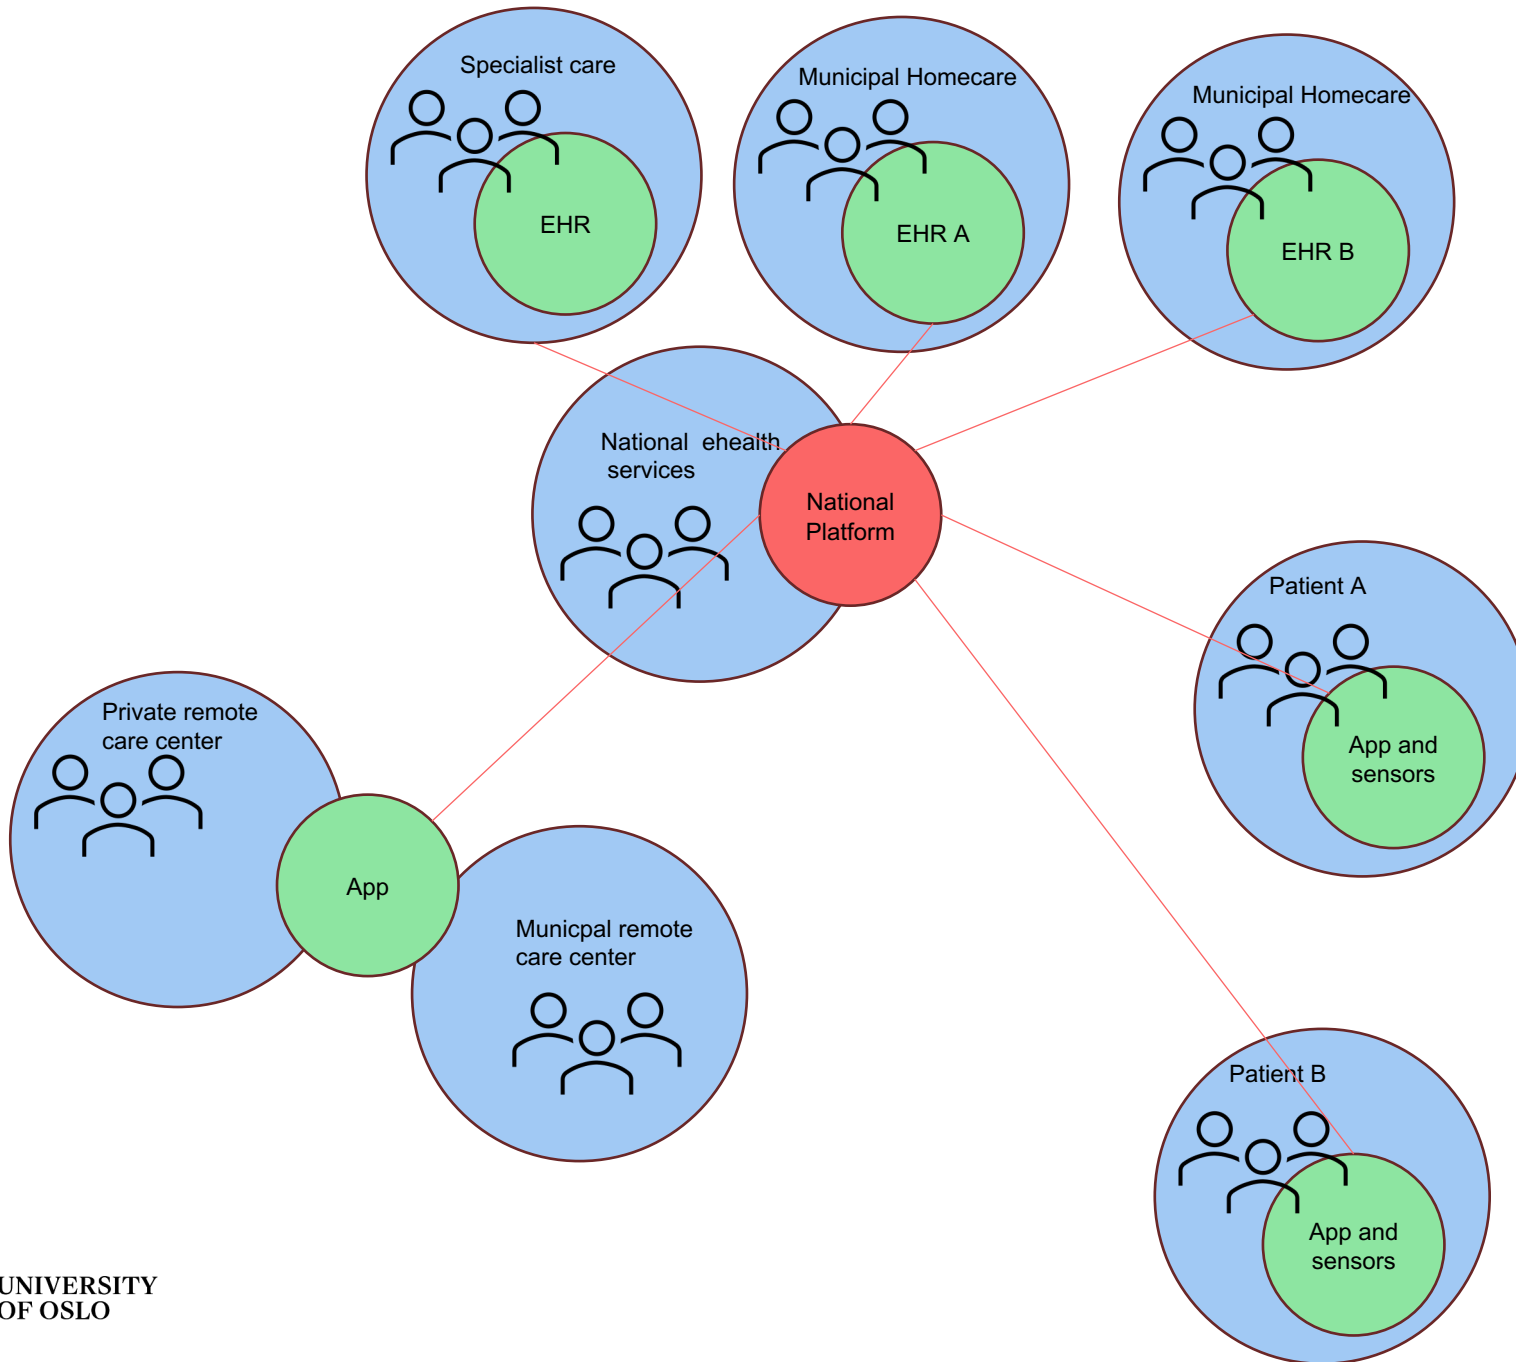 Specialist care
EHR
Municipal Homecare
EHR A
Municipal Homecare
EHR B
National ehealth
services
National
Platform
Patient A
App and
sensors
Private remote
care center
App
Municpal remote
care center
Patient B
App and
sensors
UNIVERSITY
OF OSLO